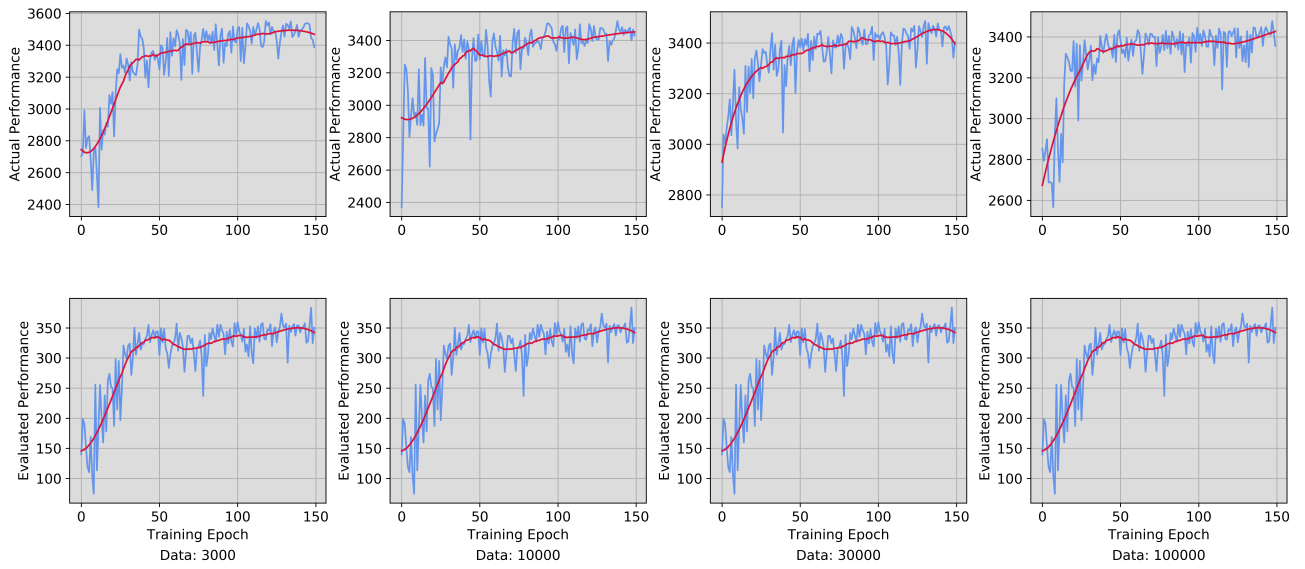 Actual Performance
3600
3400
3200
3000
2800
2600
2400
0 50 100 150
Actual Performance
3400
3200
3000
2800
2600
2400
0 50 100 150
Actual Performance
3400
3200
3000
2800
0 50 100 150
Actual Performance
3400
3200
3000
2800
2600
0 50 100 150
Evaluated Performance
350
300
250
200
150
100
0 50 100 150
Training Epoch
Data: 3000
Evaluated Performance
350
300
250
200
150
100
0 50 100 150
Training Epoch
Data: 10000
Evaluated Performance
350
300
250
200
150
100
0 50 100 150
Training Epoch
Data: 30000
Evaluated Performance
350
300
250
200
150
100
0 50 100 150
Training Epoch
Data: 100000